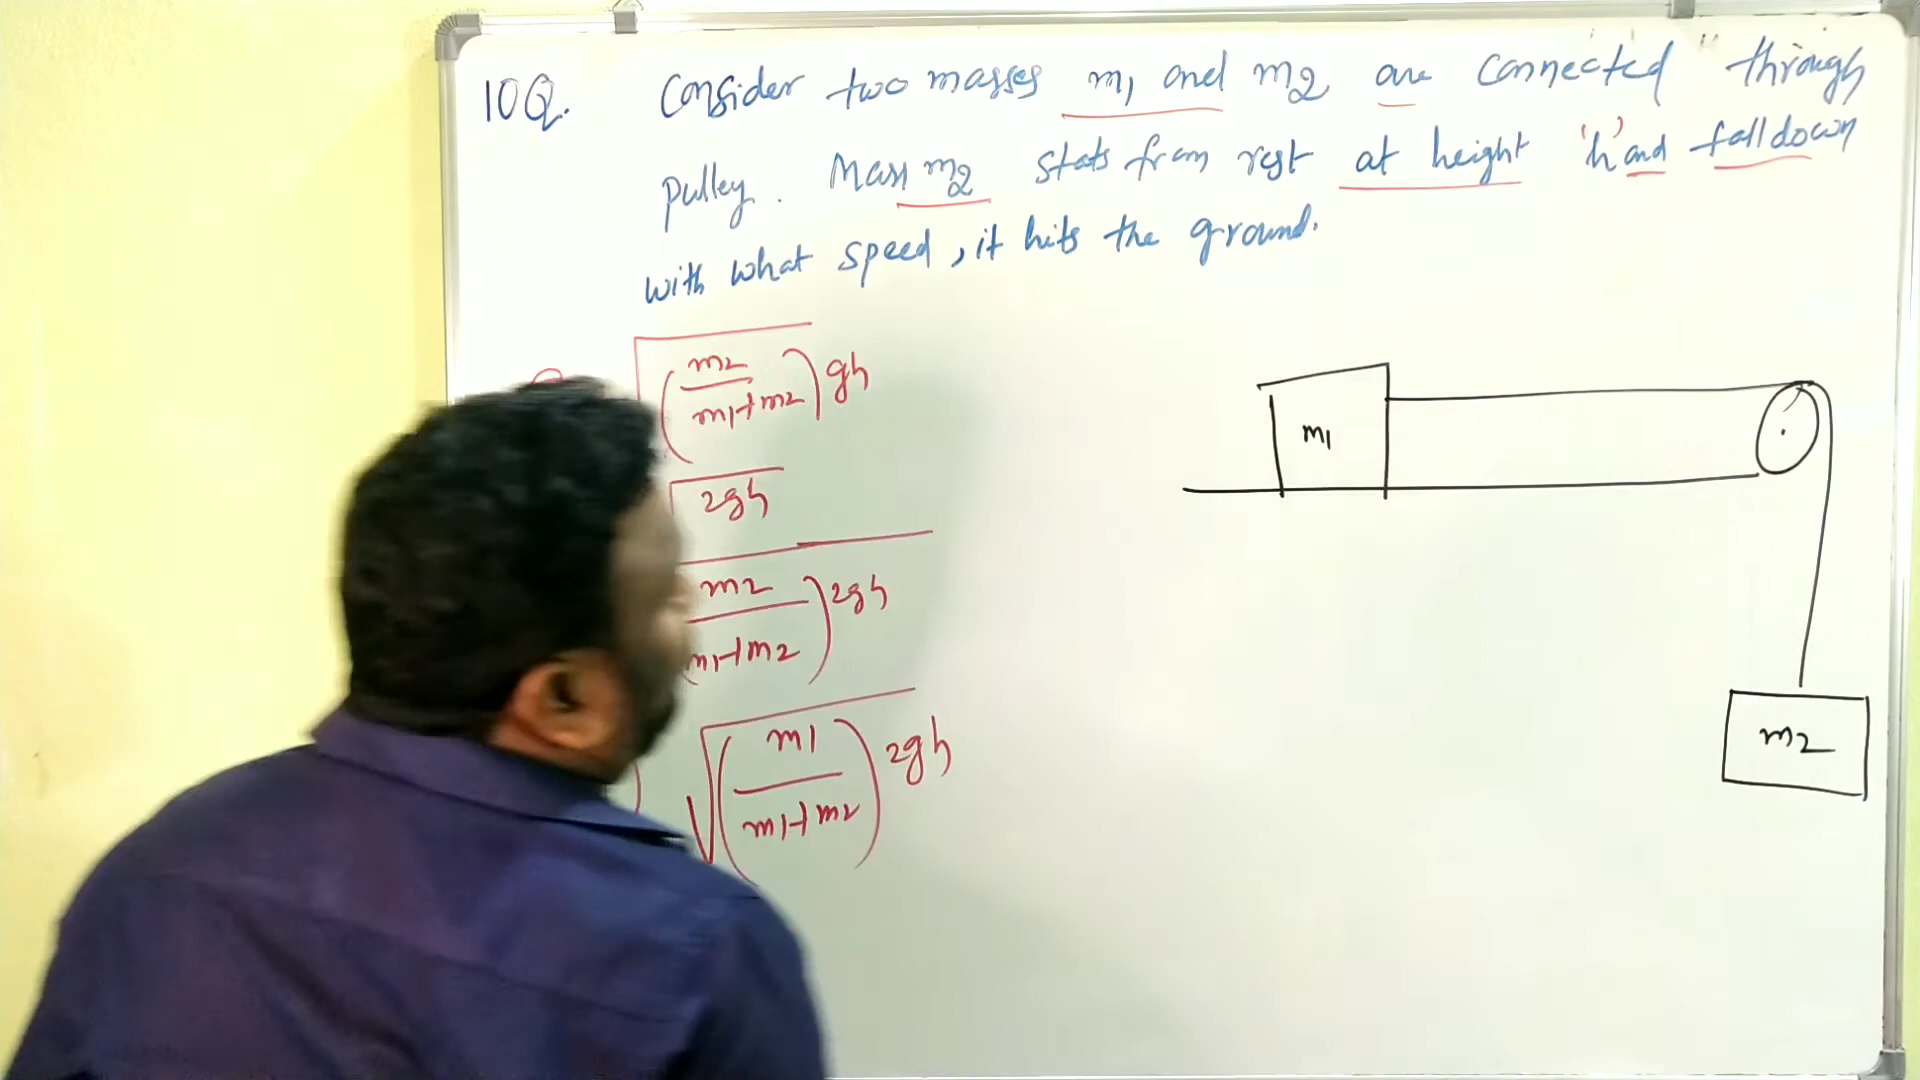 10Q. Consider two masses m1 and m2 are connected through
pulley. Mass m2 stats from rest at height 'h' and fall down
with what speed, it hits the ground.
(m2
m1+m2) gh
2gh
m2
m1+m2) 2gh
√(m1
m1+m2) 2gh
m1
m2